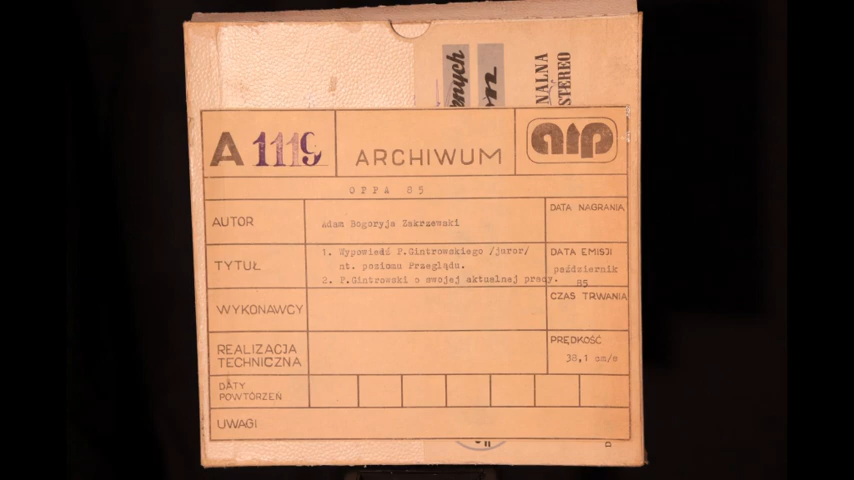 nych
m
NALNA
STEREO
A 1119
ARCHIWUM
arp
OPPA 85
AUTOR
Adam Bogoryja Zakrzewski
DATA NAGRANIA
TYTUŁ
1. Wypowiedź P.Gintrowskiego /juror/
nt. poziomu Przeglądu.
2. P.Gintrowski o swojej aktualnej pracy.
DATA EMISJI
październik
85
WYKONAWCY
CZAS TRWANIA
REALIZACJA
TECHNICZNA
PRĘDKOŚĆ
38,1 cm/s
DATY
POWTÓRZEŃ
UWAGI